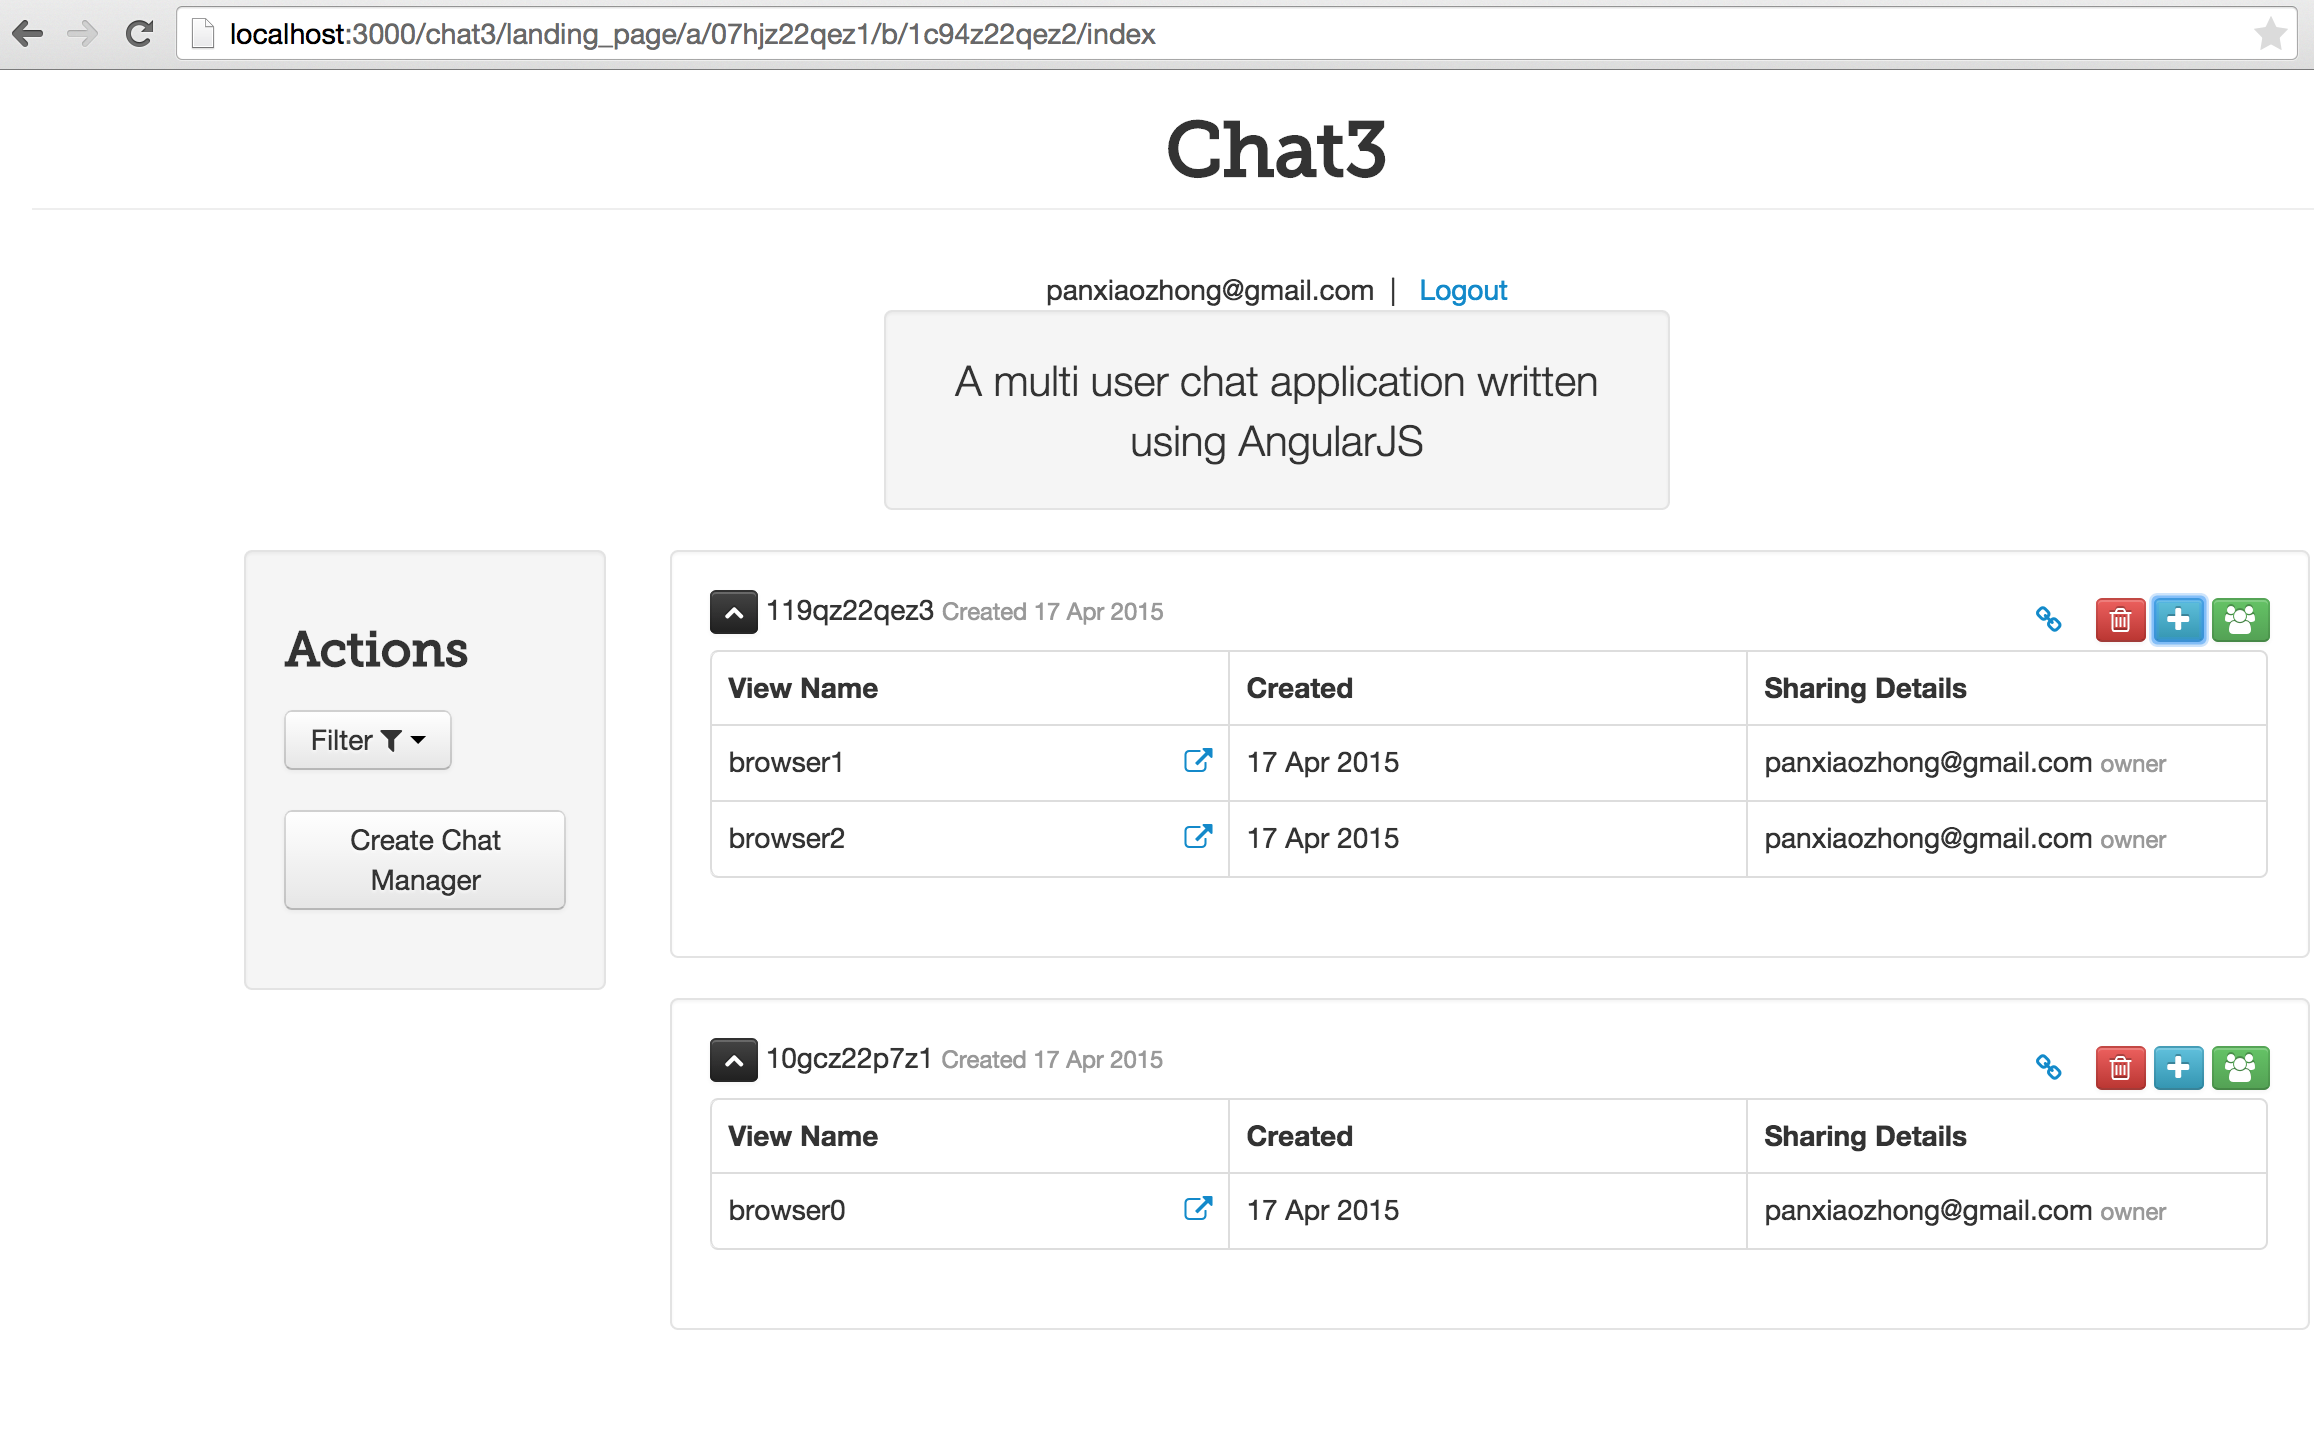 localhost:3000/chat3/landing_page/a/07hjz22qez1/b/1c94z22qez2/index
Chat3
panxiaozhong@gmail.com | Logout
A multi user chat application written
using AngularJS
Actions
Filter
Create Chat
Manager
119qz22qez3 Created 17 Apr 2015
View Name Created Sharing Details
browser1 17 Apr 2015 panxiaozhong@gmail.com owner
browser2 17 Apr 2015 panxiaozhong@gmail.com owner
10gcz22p7z1 Created 17 Apr 2015
View Name Created Sharing Details
browser0 17 Apr 2015 panxiaozhong@gmail.com owner